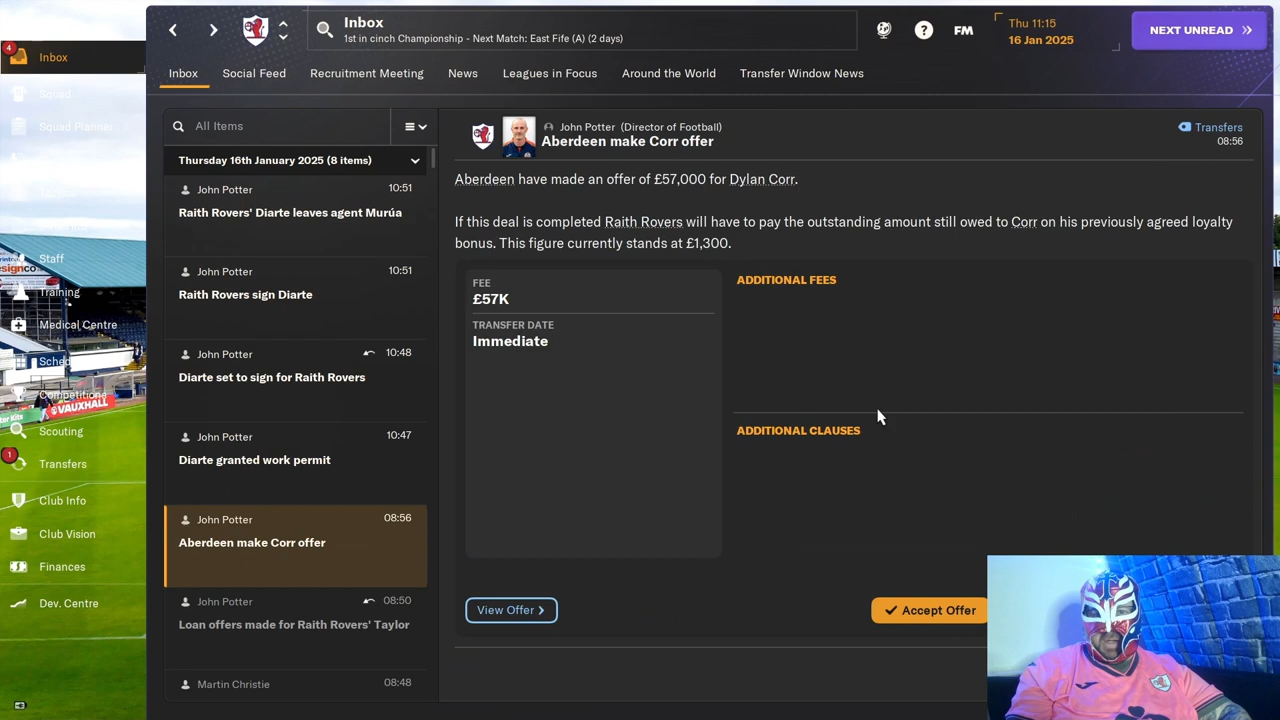 Inbox
1st in cinch Championship - Next Match: East Fife (A) (2 days)
FM
Thu 11:15
16 Jan 2025
NEXT UNREAD
4
Inbox
Squad
Squad Planner
Staff
Training
Medical Centre
Sched
Competitions
VAUXHALL
Scouting
1
Transfers
Club Info
Club Vision
Finances
Dev. Centre
Inbox
Social Feed
Recruitment Meeting
News
Leagues in Focus
Around the World
Transfer Window News
All Items
Thursday 16th January 2025 (8 items)
John Potter
10:51
Raith Rovers' Diarte leaves agent Murúa
John Potter
10:51
Raith Rovers sign Diarte
John Potter
10:48
Diarte set to sign for Raith Rovers
John Potter
10:47
Diarte granted work permit
John Potter
08:56
Aberdeen make Corr offer
John Potter
08:50
Loan offers made for Raith Rovers' Taylor
Martin Christie
08:48
John Potter (Director of Football)
Aberdeen make Corr offer
Transfers
08:56
Aberdeen have made an offer of £57,000 for Dylan Corr.
If this deal is completed Raith Rovers will have to pay the outstanding amount still owed to Corr on his previously agreed loyalty
bonus. This figure currently stands at £1,300.
FEE
£57K
TRANSFER DATE
Immediate
ADDITIONAL FEES
ADDITIONAL CLAUSES
View Offer
Accept Offer